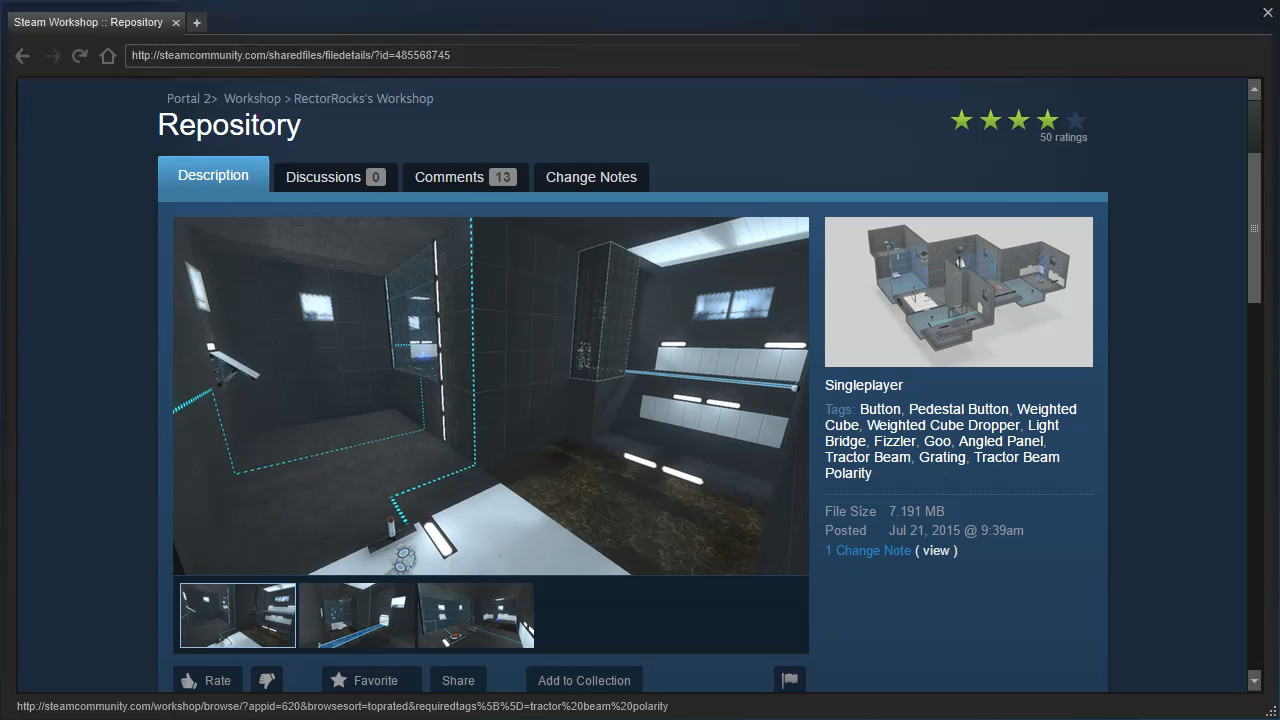 Steam Workshop :: Repository
http://steamcommunity.com/sharedfiles/filedetails/?id=485568745
Portal 2> Workshop > RectorRocks's Workshop
Repository
50 ratings
Description
Discussions 0
Comments 13
Change Notes
Singleplayer
Tags: Button, Pedestal Button, Weighted
Cube, Weighted Cube Dropper, Light
Bridge, Fizzler, Goo, Angled Panel,
Tractor Beam, Grating, Tractor Beam
Polarity
File Size 7.191 MB
Posted Jul 21, 2015 @ 9:39am
1 Change Note ( view )
Rate
Favorite
Share
Add to Collection
http://steamcommunity.com/workshop/browse/?appid=620&browsesort=toprated&requiredtags%5B%5D=tractor%20beam%20polarity